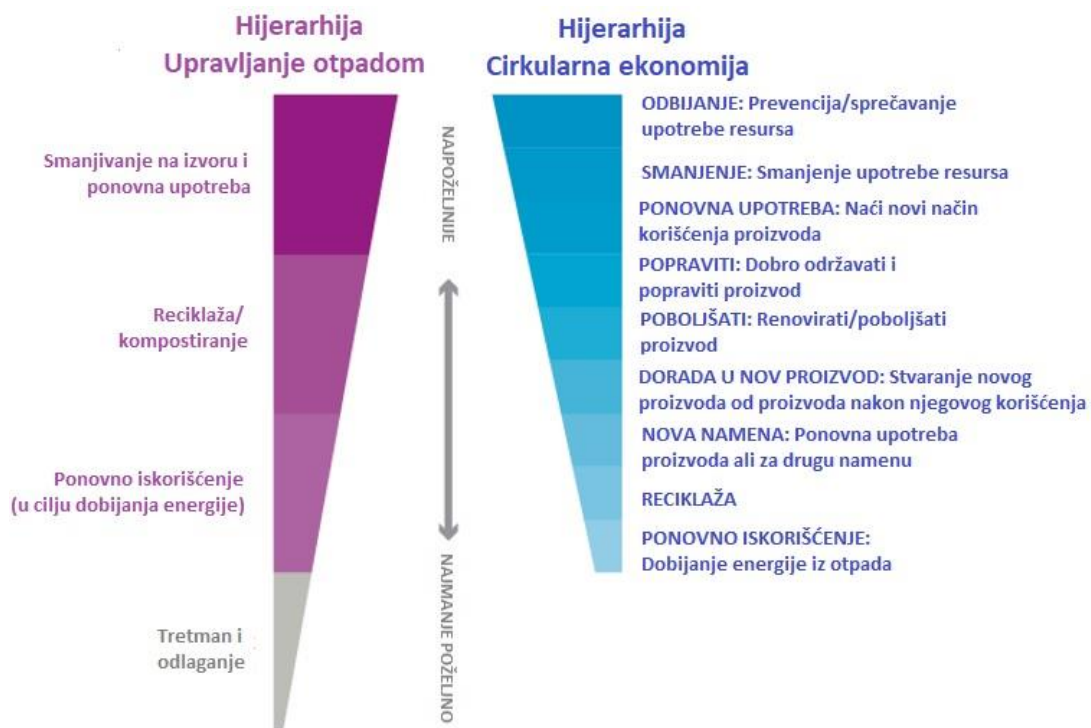 Hijerarhija
Upravljanje otpadom
Smanjivanje na izvoru i
ponovna upotreba
Reciklaža/
kompostiranje
Ponovno iskorišćenje
(u cilju dobijanja energije)
Tretman i
odlaganje
NAJPOŽELJNIJE
NAJMANJE POŽELJNO
Hijerarhija
Cirkularna ekonomija
ODBIJANJE: Prevencija/sprečavanje
upotrebe resursa
SMANJENJE: Smanjenje upotrebe resursa
PONOVNA UPOTREBA: Naći novi način
korišćenja proizvoda
POPRAVITI: Dobro održavati i
popraviti proizvod
POBOLJŠATI: Renovirati/poboljšati
proizvod
DORADA U NOV PROIZVOD: Stvaranje novog
proizvoda od proizvoda nakon njegovog korišćenja
NOVA NAMENA: Ponovna upotreba
proizvoda ali za drugu namenu
RECIKLAŽA
PONOVNO ISKORIŠĆENJE:
Dobijanje energije iz otpada